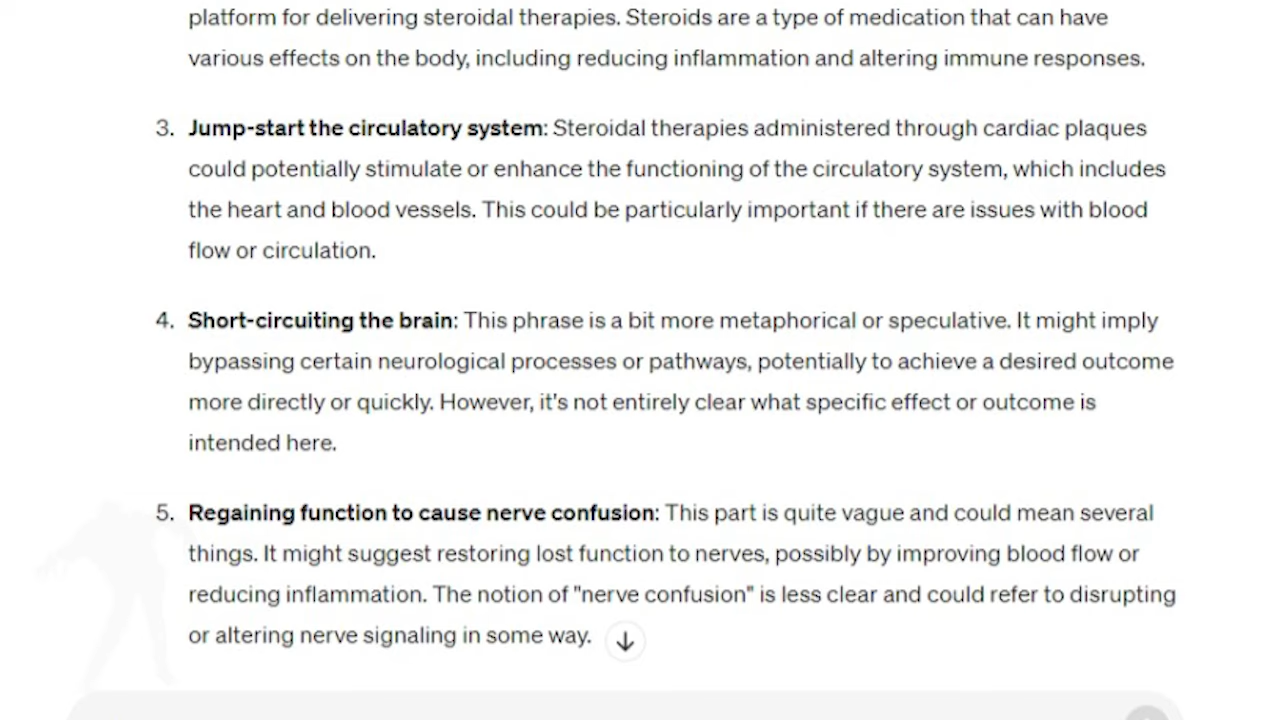 platform for delivering steroidal therapies. Steroids are a type of medication that can have
various effects on the body, including reducing inflammation and altering immune responses.
3. Jump-start the circulatory system: Steroidal therapies administered through cardiac plaques
could potentially stimulate or enhance the functioning of the circulatory system, which includes
the heart and blood vessels. This could be particularly important if there are issues with blood
flow or circulation.
4. Short-circuiting the brain: This phrase is a bit more metaphorical or speculative. It might imply
bypassing certain neurological processes or pathways, potentially to achieve a desired outcome
more directly or quickly. However, it's not entirely clear what specific effect or outcome is
intended here.
5. Regaining function to cause nerve confusion: This part is quite vague and could mean several
things. It might suggest restoring lost function to nerves, possibly by improving blood flow or
reducing inflammation. The notion of "nerve confusion" is less clear and could refer to disrupting
or altering nerve signaling in some way.